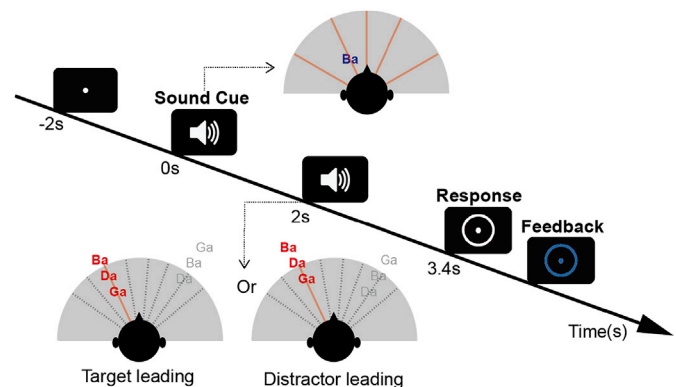 Ba
Sound Cue
-2s
0s
2s
Response
Feedback
3.4s
Time(s)
Ba
Da
Ga
Ga
Ba
Da
Or
Ba
Da
Ga
Ga
Ba
Da
Target leading
Distractor leading